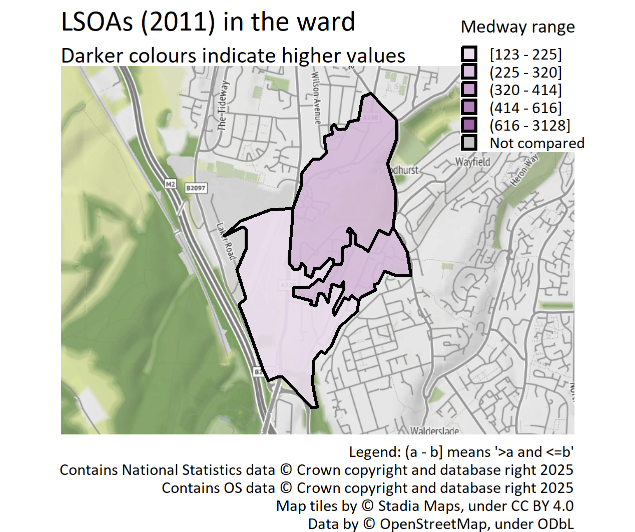 LSOAs (2011) in the ward
Darker colours indicate higher values
Medway range
[123 - 225]
(225 - 320]
(320 - 414]
(414 - 616]
(616 - 3128]
Not compared
The-Tideway
Wilson-Avenue
M2
B2097
dhurst
Wayfield
Heron-Way
Laker-Road
Walderslade
Legend: (a - b] means '>a and <=b'
Contains National Statistics data © Crown copyright and database right 2025
Contains OS data © Crown copyright and database right 2025
Map tiles by © Stadia Maps, under CC BY 4.0
Data by © OpenStreetMap, under ODbL